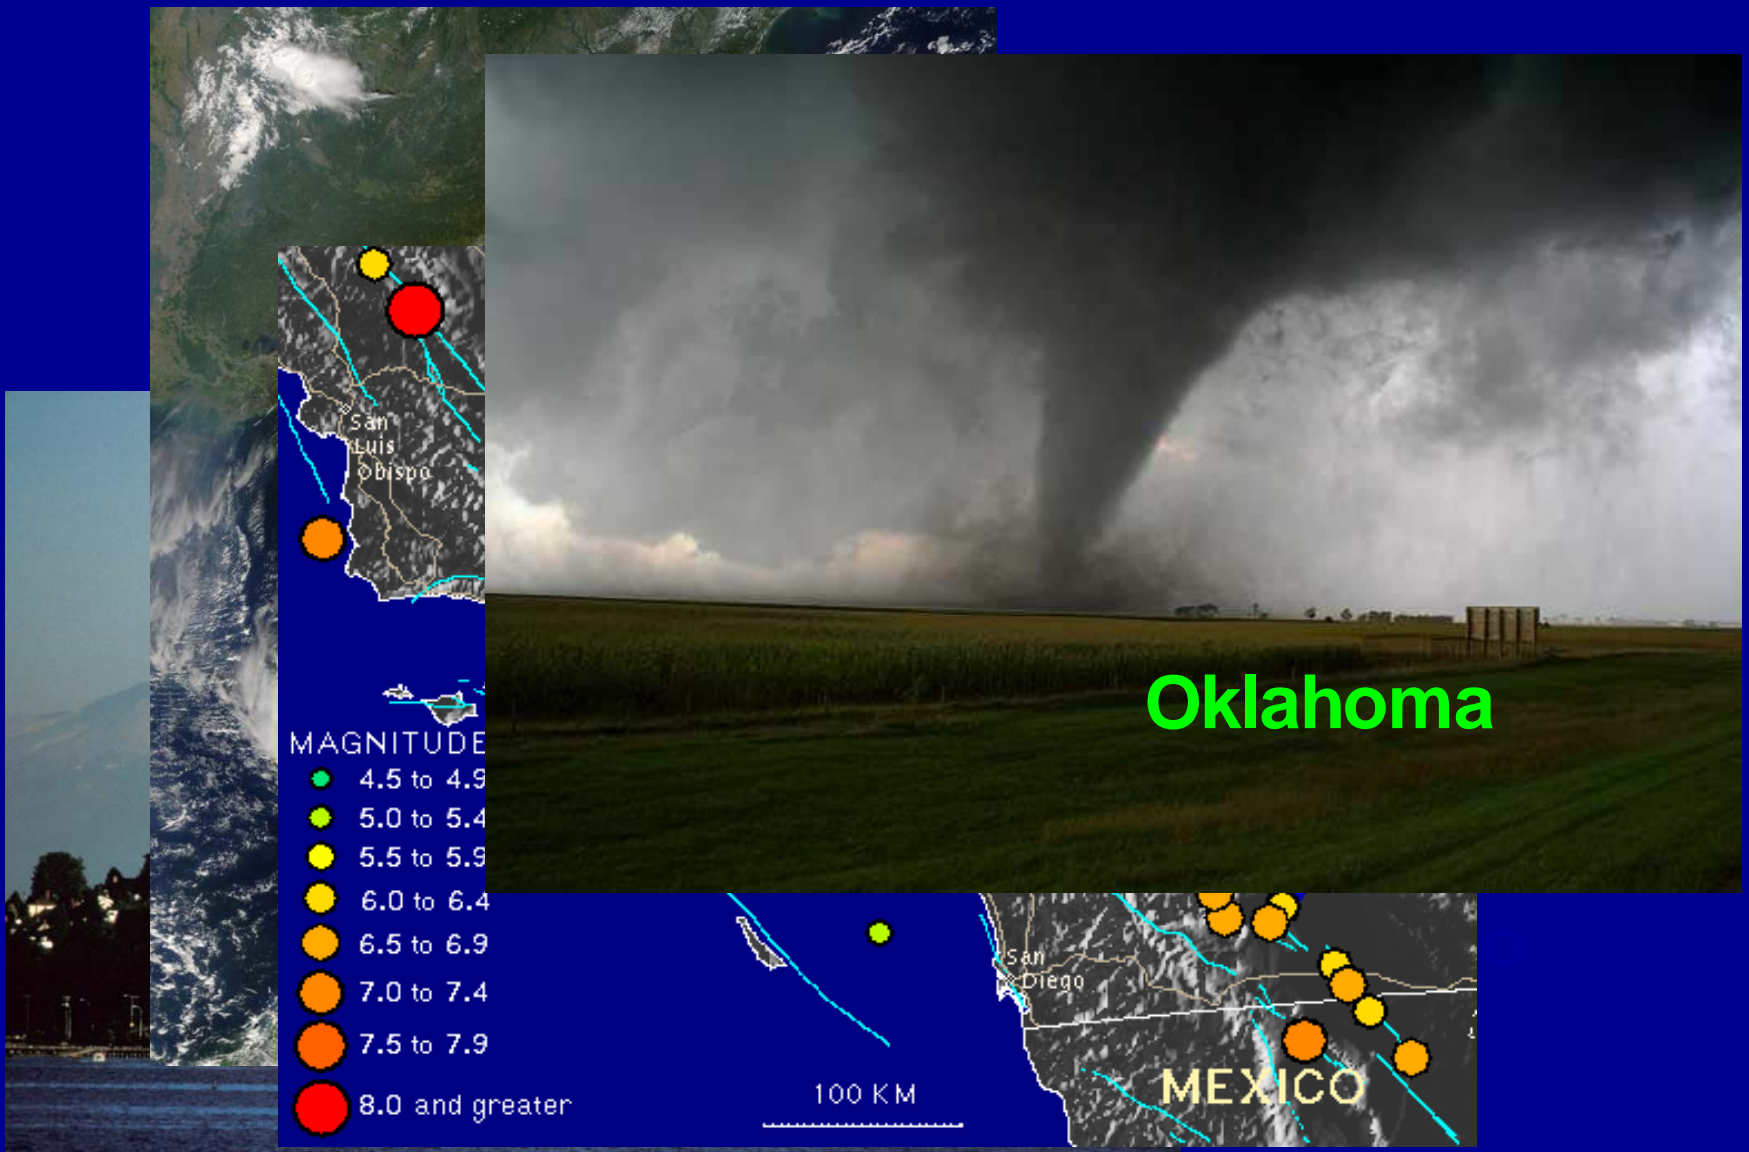 San
Luis
Obispo
Oklahoma
MAGNITUDE
4.5 to 4.9
5.0 to 5.4
5.5 to 5.9
6.0 to 6.4
6.5 to 6.9
7.0 to 7.4
7.5 to 7.9
8.0 and greater
San
Diego
100 KM
MEXICO